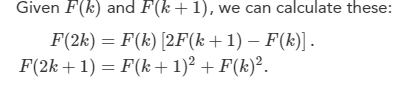 Given F(k) and F(k + 1), we can calculate these:
F(2k) = F(k) [2F(k + 1) − F(k)] .
F(2k + 1) = F(k + 1)² + F(k)².